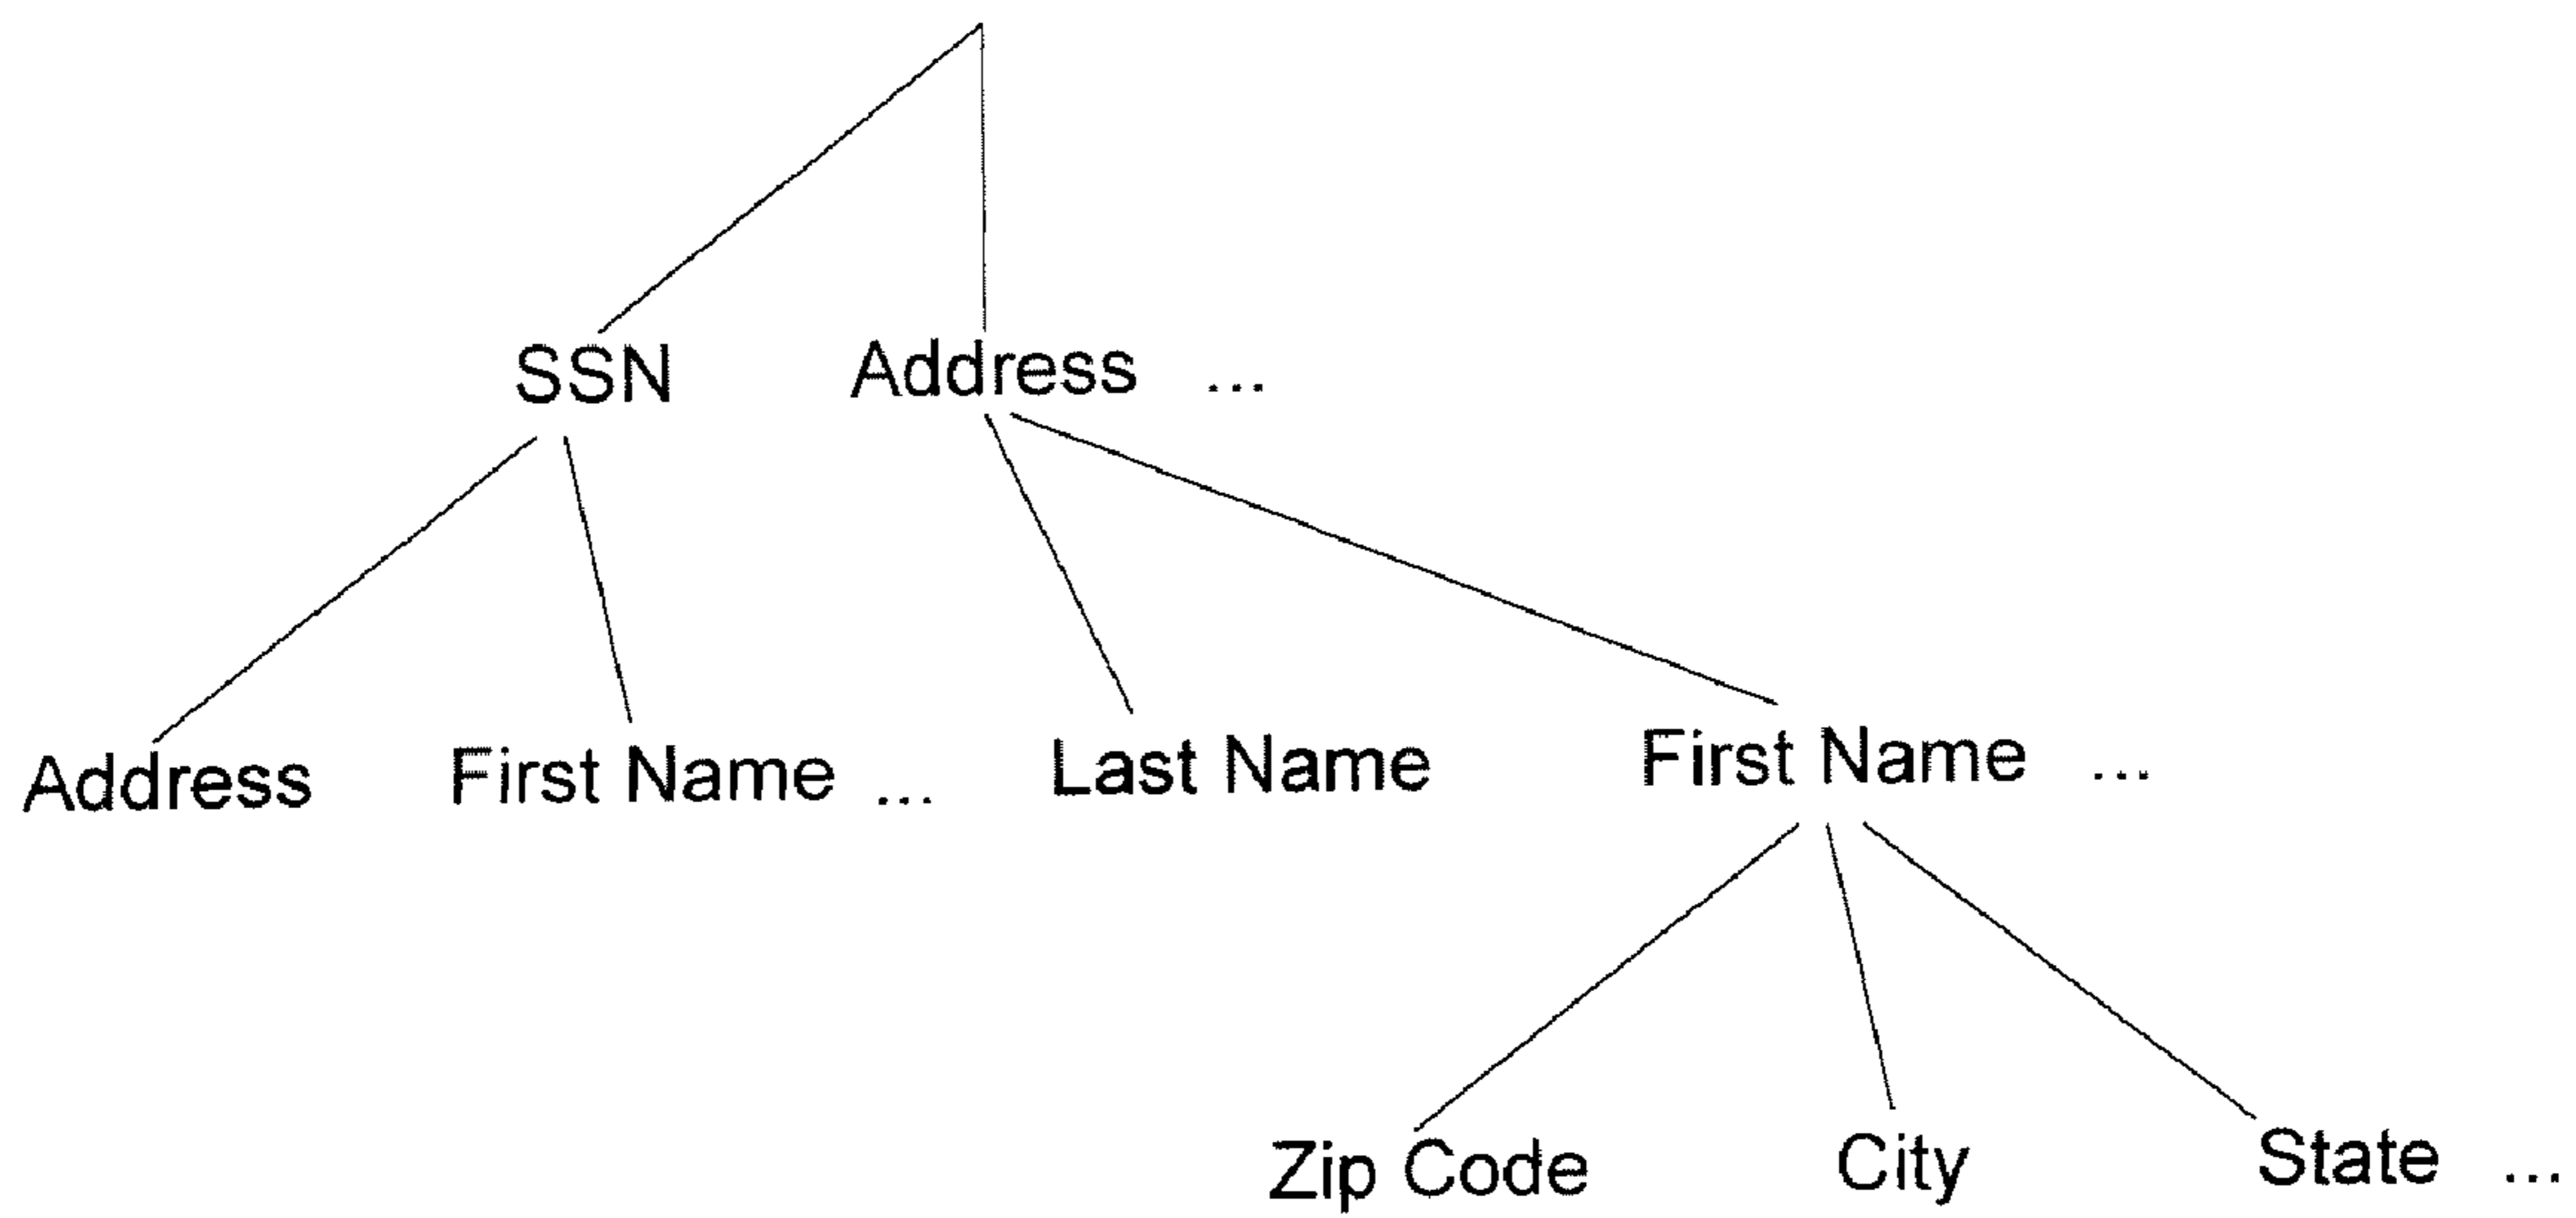 SSN Address ...
Address First Name ... Last Name First Name ...
Zip Code City State ...